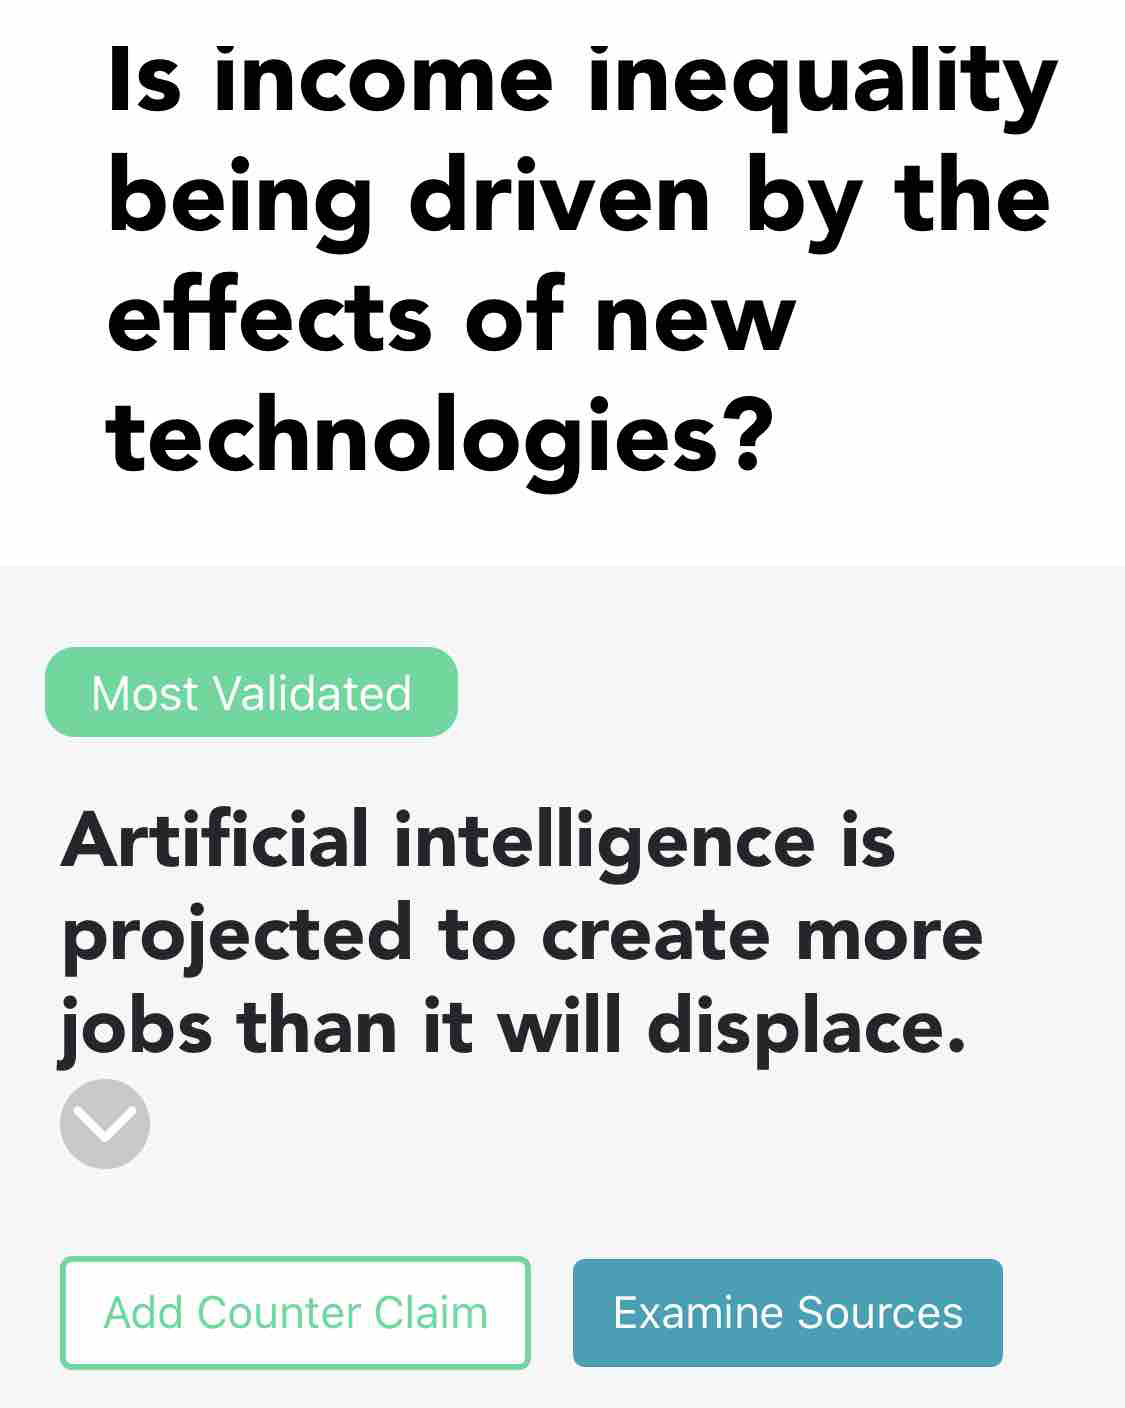 Is income inequality
being driven by the
effects of new
technologies?
Most Validated
Artificial intelligence is
projected to create more
jobs than it will displace.
Add Counter Claim
Examine Sources